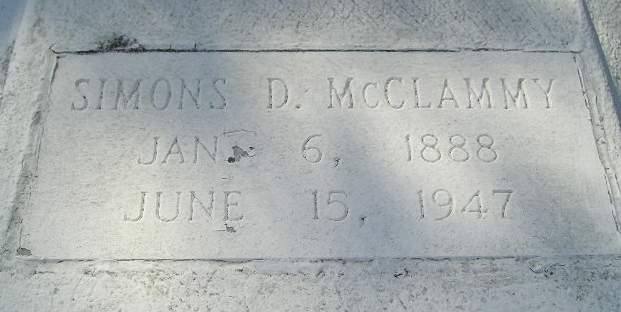 SIMONS D. McCLAMMY
JAN. 6, 1888
JUNE 15, 1947